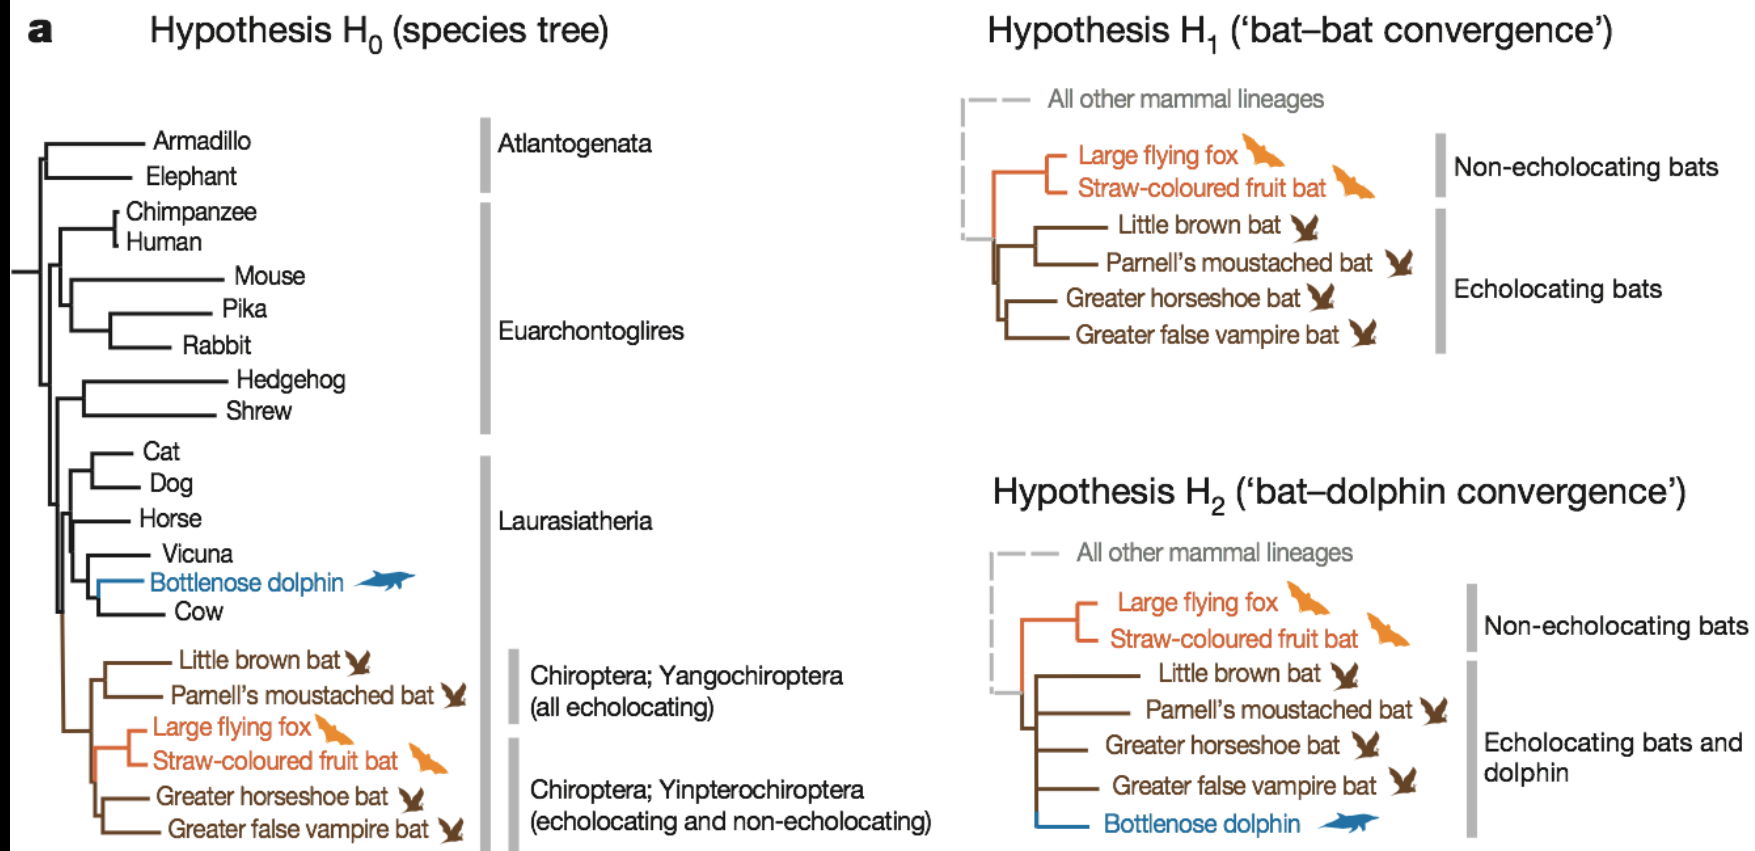 a
Hypothesis H0 (species tree)
Armadillo
Elephant
Chimpanzee
Human
Mouse
Pika
Rabbit
Hedgehog
Shrew
Cat
Dog
Horse
Vicuna
Bottlenose dolphin
Cow
Little brown bat
Parnell's moustached bat
Large flying fox
Straw-coloured fruit bat
Greater horseshoe bat
Greater false vampire bat
Atlantogenata
Euarchontoglires
Laurasiatheria
Chiroptera; Yangochiroptera
(all echolocating)
Chiroptera; Yinpterochiroptera
(echolocating and non-echolocating)
Hypothesis H1 ('bat–bat convergence')
All other mammal lineages
Large flying fox
Straw-coloured fruit bat
Little brown bat
Parnell's moustached bat
Greater horseshoe bat
Greater false vampire bat
Non-echolocating bats
Echolocating bats
Hypothesis H2 ('bat–dolphin convergence')
All other mammal lineages
Large flying fox
Straw-coloured fruit bat
Little brown bat
Parnell's moustached bat
Greater horseshoe bat
Greater false vampire bat
Bottlenose dolphin
Non-echolocating bats
Echolocating bats and
dolphin